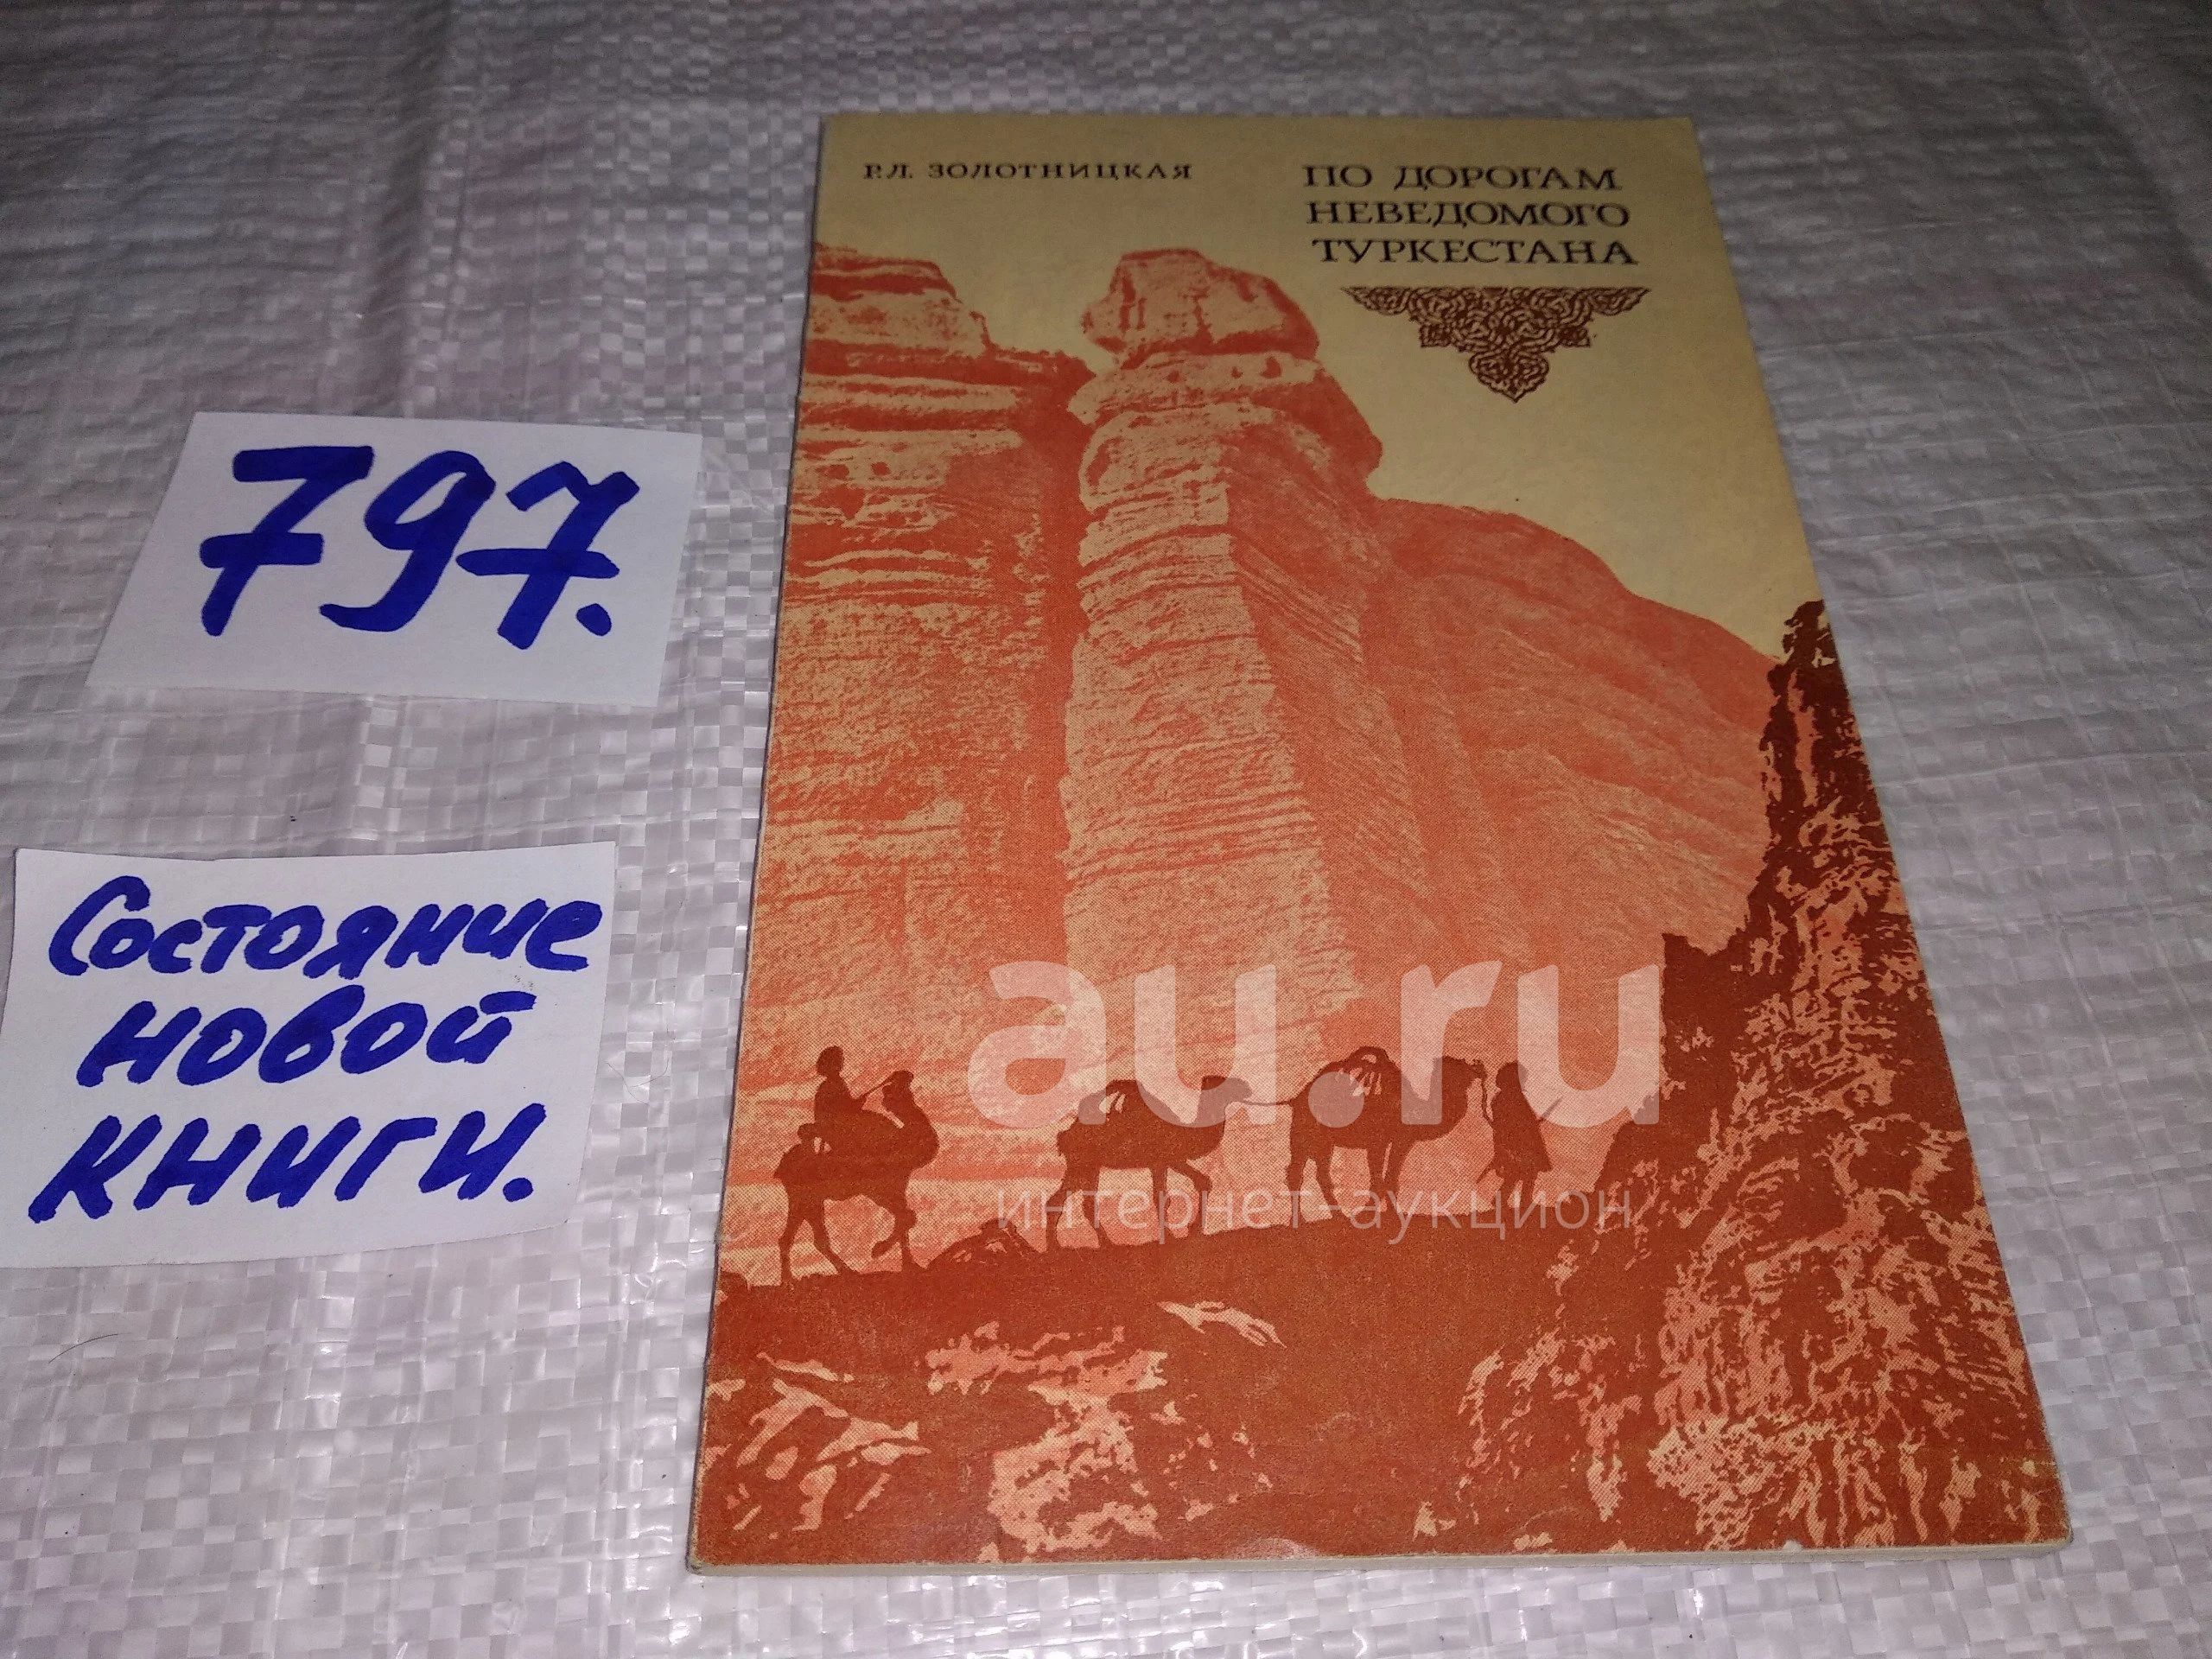 Р.Л. ЗОЛОТНИЦКАЯ
ПО ДОРОГАМ
НЕВЕДОМОГО
ТУРКЕСТАНА
797.
Состояние
новой
книги.
au.ru
интернет-аукцион